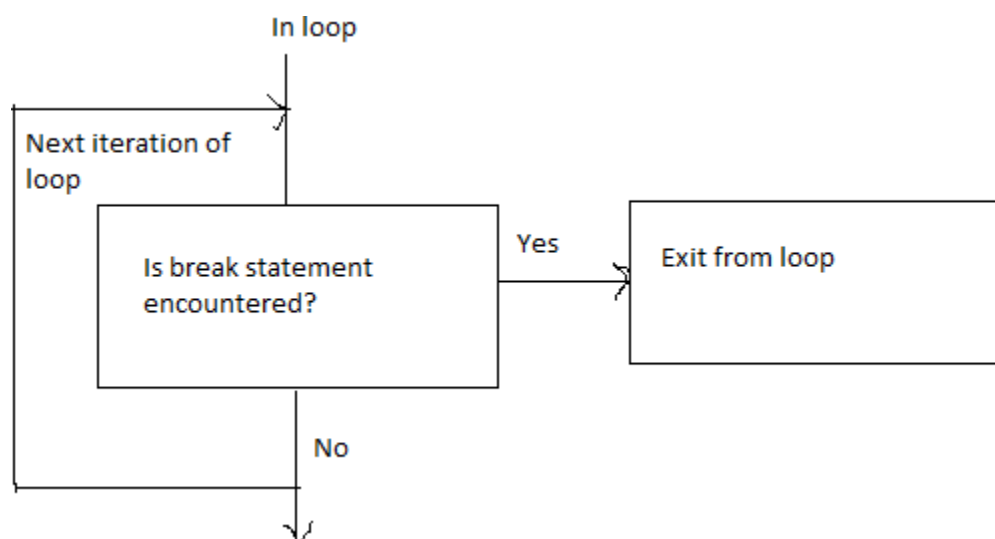 In loop
Next iteration of
loop
Is break statement
encountered?
Yes
Exit from loop
No